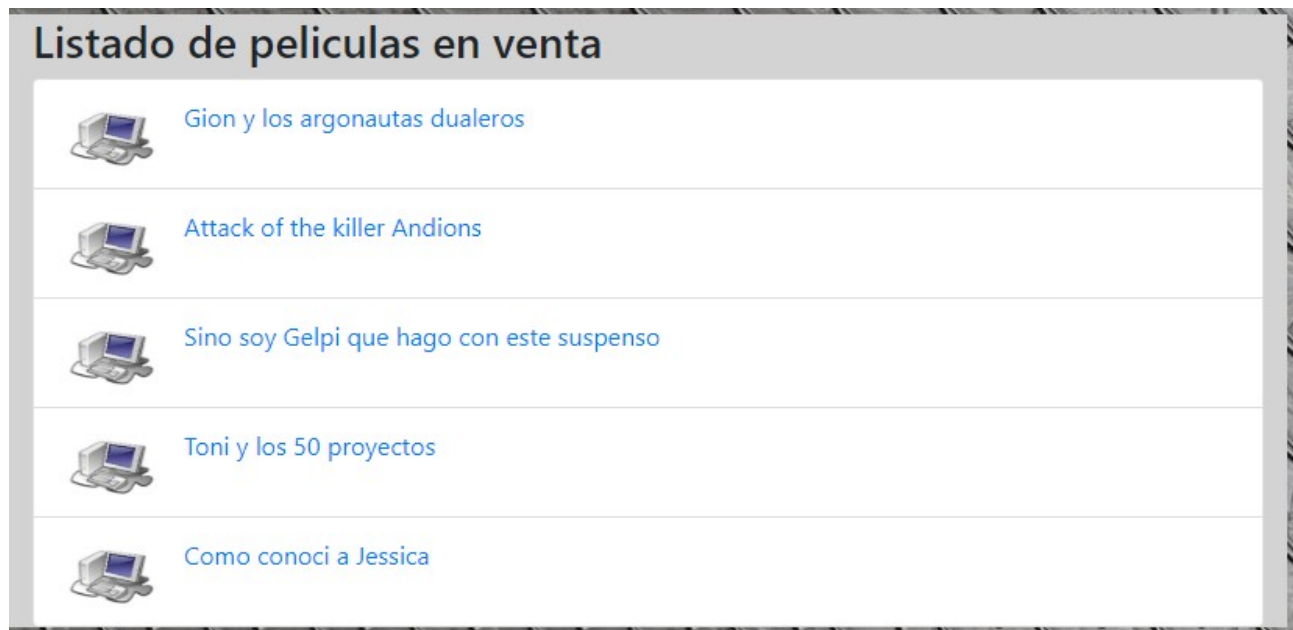 Listado de peliculas en venta
Gion y los argonautas dualeros
Attack of the killer Andions
Sino soy Gelpi que hago con este suspenso
Toni y los 50 proyectos
Como conoci a Jessica